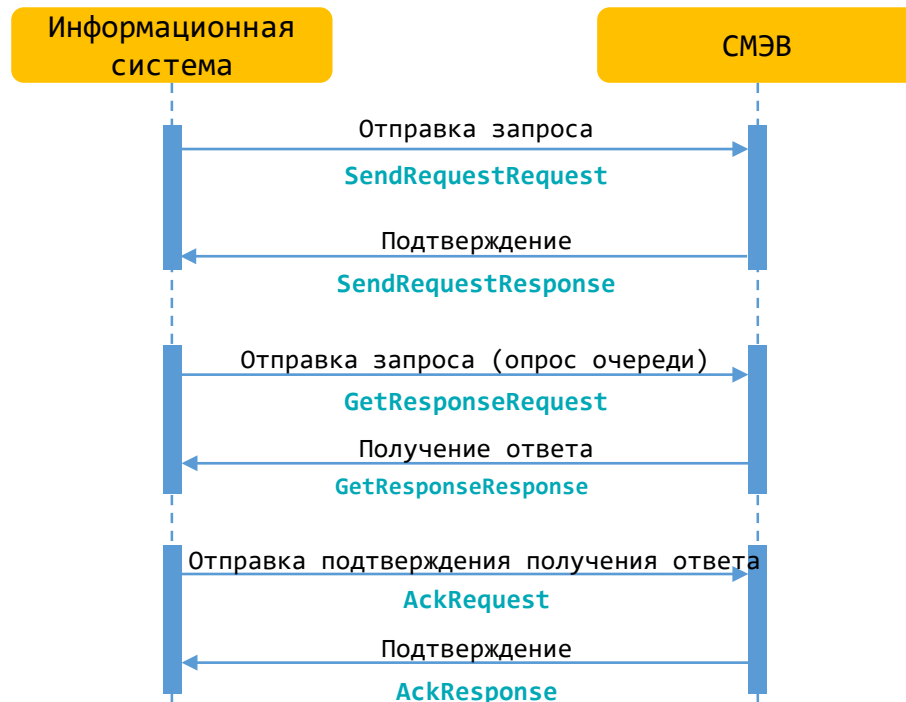 Информационная
система
СМЭВ
Отправка запроса
SendRequestRequest
Подтверждение
SendRequestResponse
Отправка запроса (опрос очереди)
GetResponseRequest
Получение ответа
GetResponseResponse
Отправка подтверждения получения ответа
AckRequest
Подтверждение
AckResponse